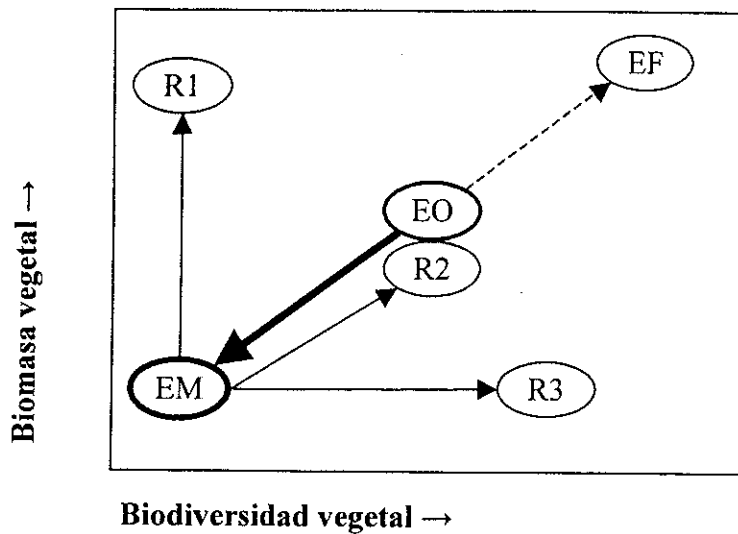 EF
R1
EO
R2
EM
R3
Biomasa vegetal →
Biodiversidad vegetal →